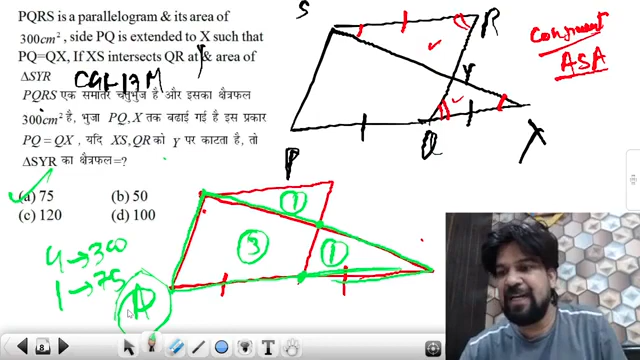 PQRS is a parallelogram & its area of
300cm², side PQ is extended to X such that
PQ=QX, If XS intersects QR at y & area of
ΔSYR
CGL-17 M
PQRS एक समांतर चतुर्भुज है और इसका क्षैत्रफल
300cm² है, भुजा PQ, X तक बढाई गई है इस प्रकार
PQ = QX, यदि XS, QR को Y पर काटता है, तो
ΔSYR का क्षैत्रफल=?
(a) 75 (b) 50
(c) 120 (d) 100
4→300
1→75
A
S
R
Y
P
Q
X
congruent
ASA
P
1
3
1
8